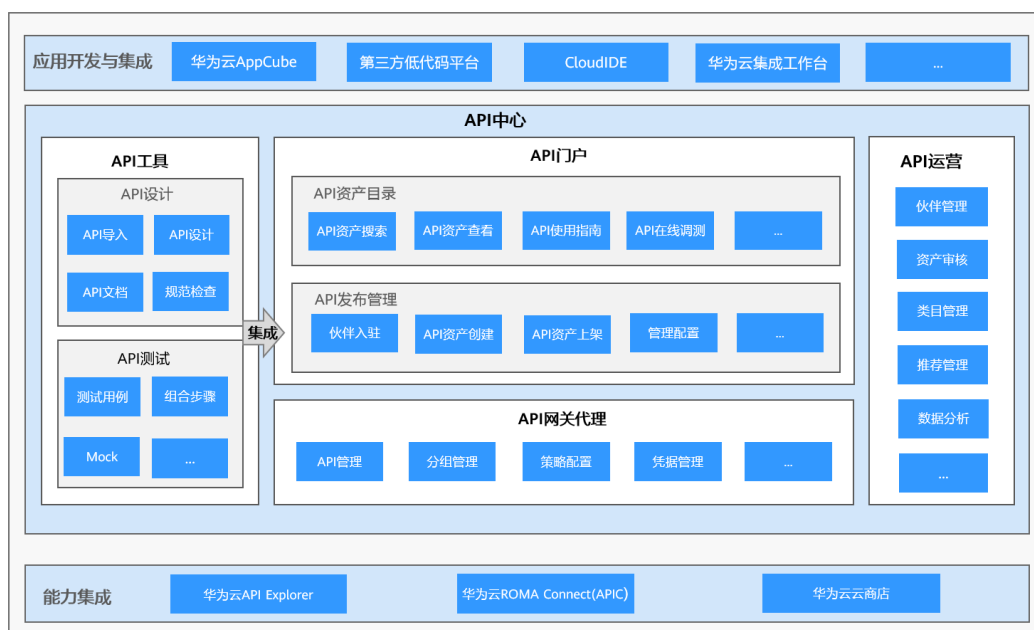 应用开发与集成
华为云AppCube
第三方低代码平台
CloudIDE
华为云集成工作台
...
API中心
API工具
API设计
API导入
API设计
API文档
规范检查
API测试
测试用例
组合步骤
Mock
...
集成
API门户
API资产目录
API资产搜索
API资产查看
API使用指南
API在线调测
...
API发布管理
伙伴入驻
API资产创建
API资产上架
管理配置
...
API网关代理
API管理
分组管理
策略配置
凭据管理
...
API运营
伙伴管理
资产审核
类目管理
推荐管理
数据分析
...
能力集成
华为云API Explorer
华为云ROMA Connect(APIC)
华为云云商店